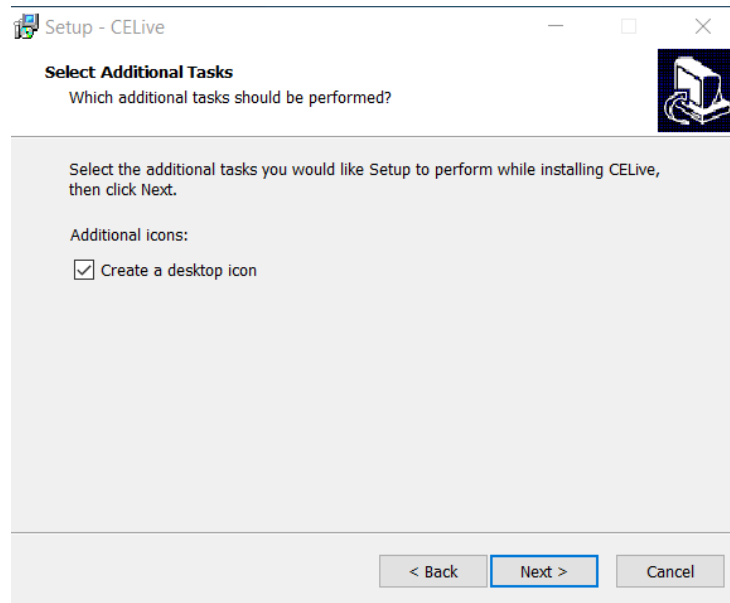 Setup - CELive
Select Additional Tasks
Which additional tasks should be performed?
Select the additional tasks you would like Setup to perform while installing CELive,
then click Next.
Additional icons:
Create a desktop icon
< Back
Next >
Cancel